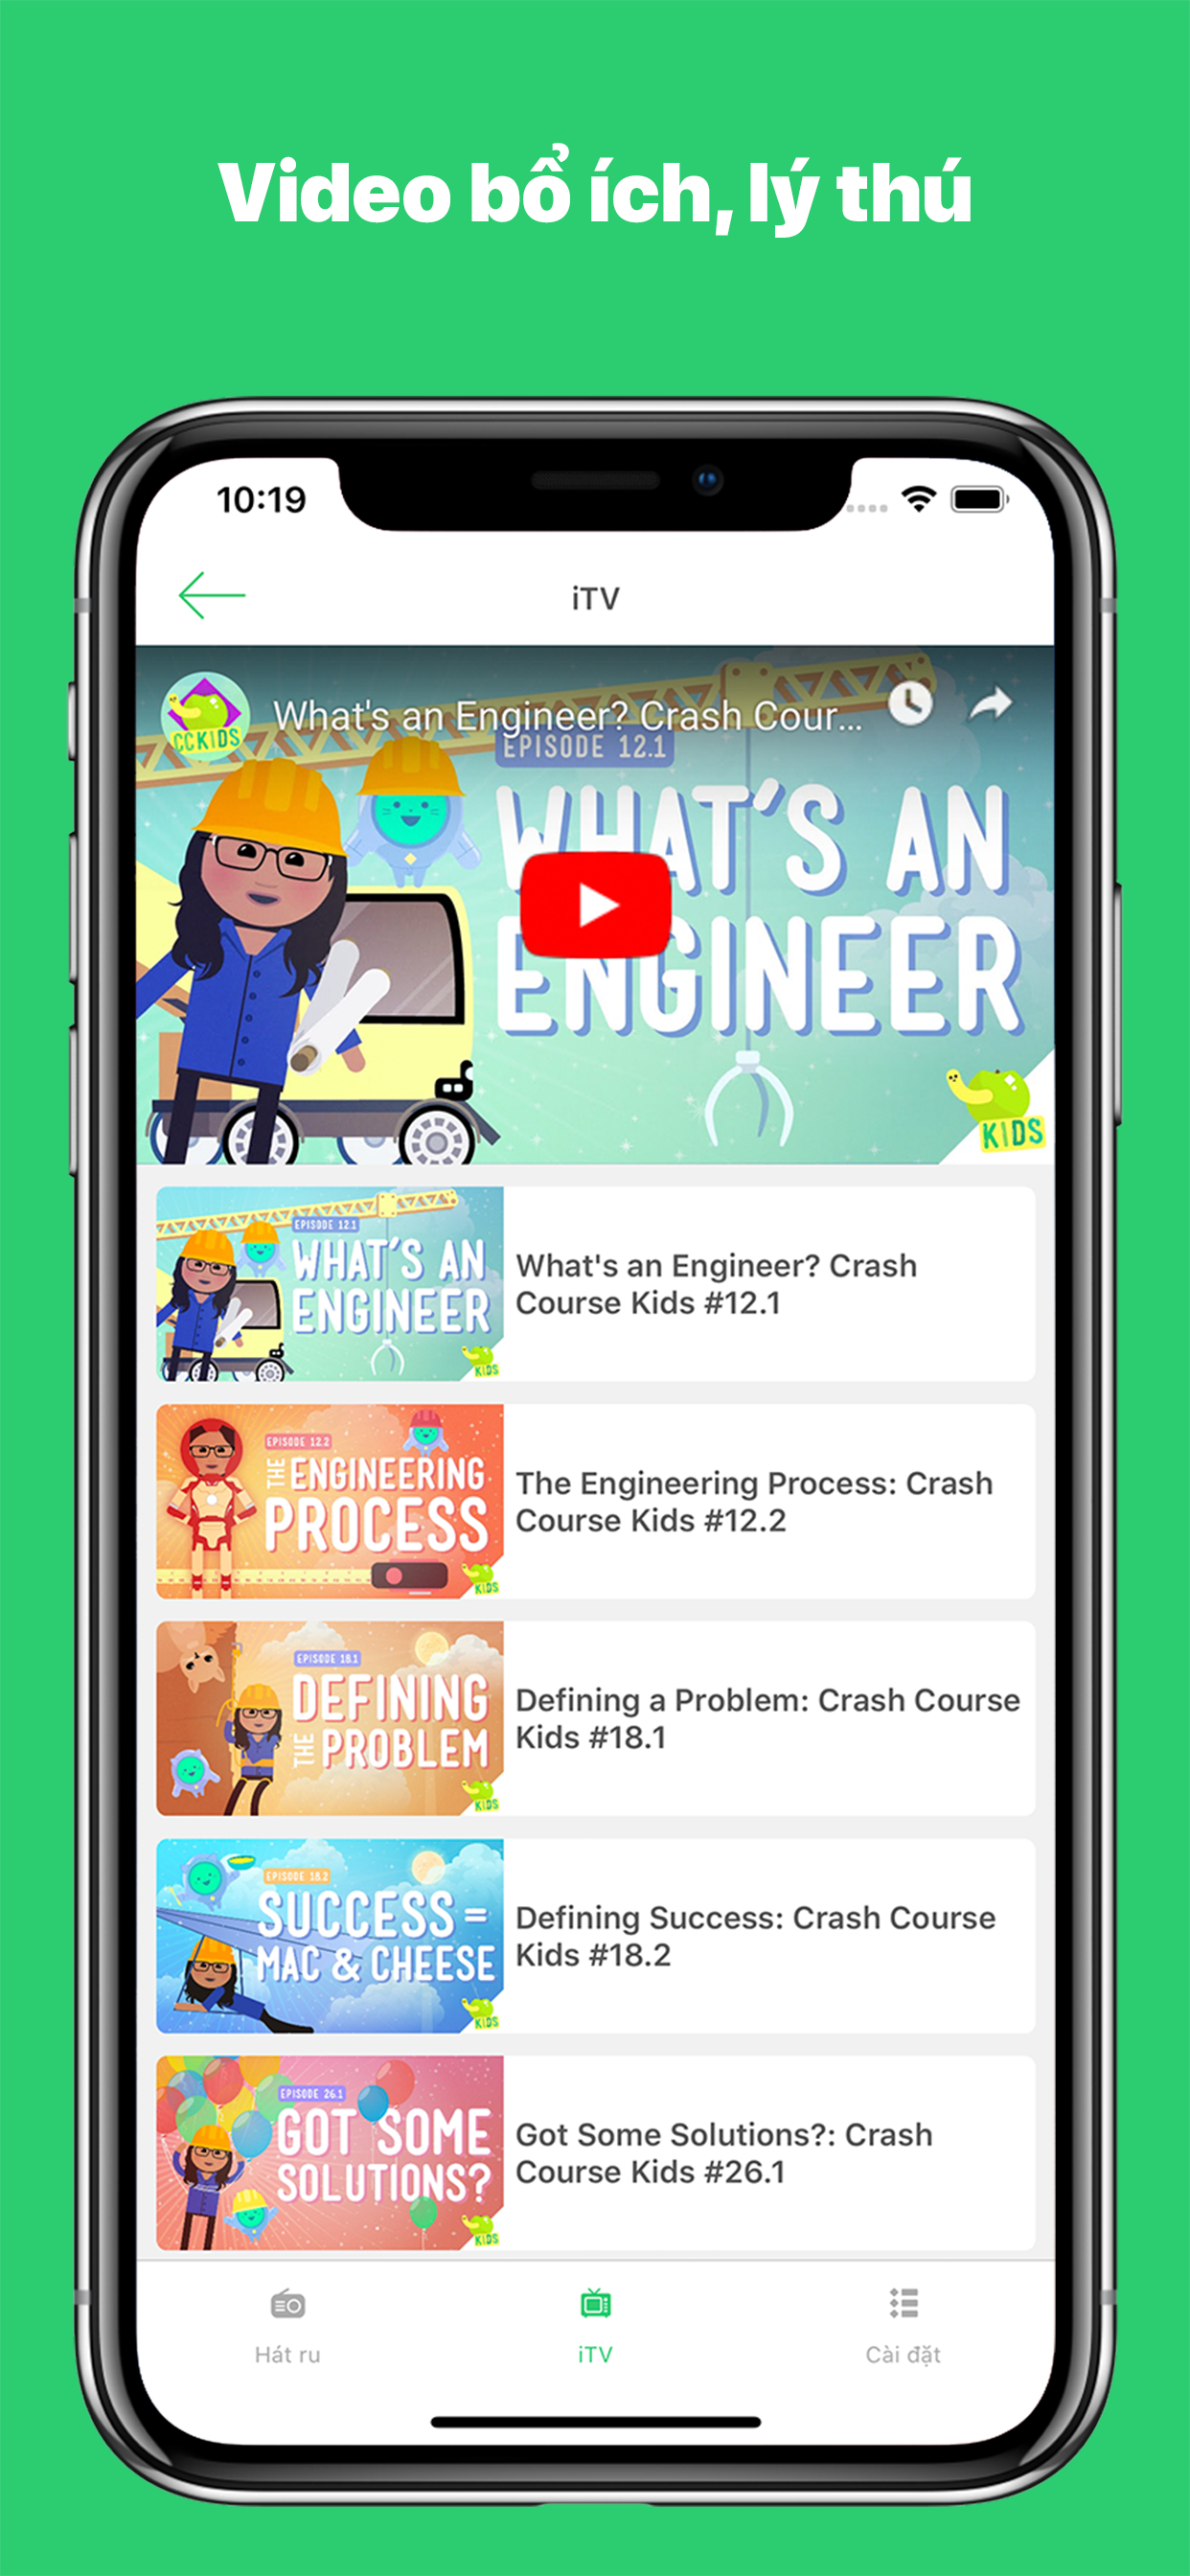 Video bổ ích, lý thú
10:19
iTV
CCKIDS
What's an Engineer? Crash Cour...
EPISODE 12.1
WHAT'S AN
ENGINEER
KIDS
EPISODE 12.1
WHAT'S AN
ENGINEER
KIDS
What's an Engineer? Crash
Course Kids #12.1
EPISODE 12.2
THE ENGINEERING
PROCESS
KIDS
The Engineering Process: Crash
Course Kids #12.2
EPISODE 18.1
DEFINING
THE PROBLEM
KIDS
Defining a Problem: Crash Course
Kids #18.1
EPISODE 18.2
SUCCESS =
MAC & CHEESE
KIDS
Defining Success: Crash Course
Kids #18.2
EPISODE 26.1
GOT SOME
SOLUTIONS?
KIDS
Got Some Solutions?: Crash
Course Kids #26.1
Hát ru
iTV
Cài đặt